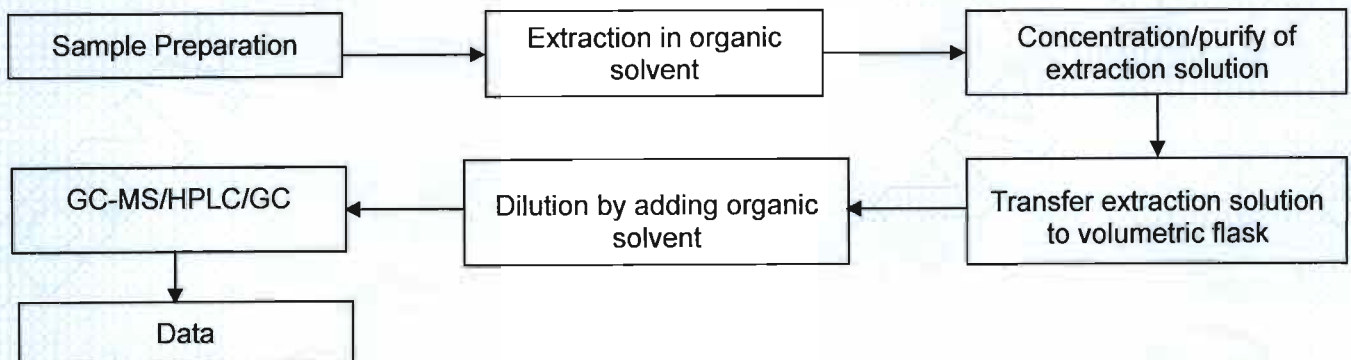 Sample Preparation
Extraction in organic
solvent
Concentration/purify of
extraction solution
Transfer extraction solution
to volumetric flask
Dilution by adding organic
solvent
GC-MS/HPLC/GC
Data